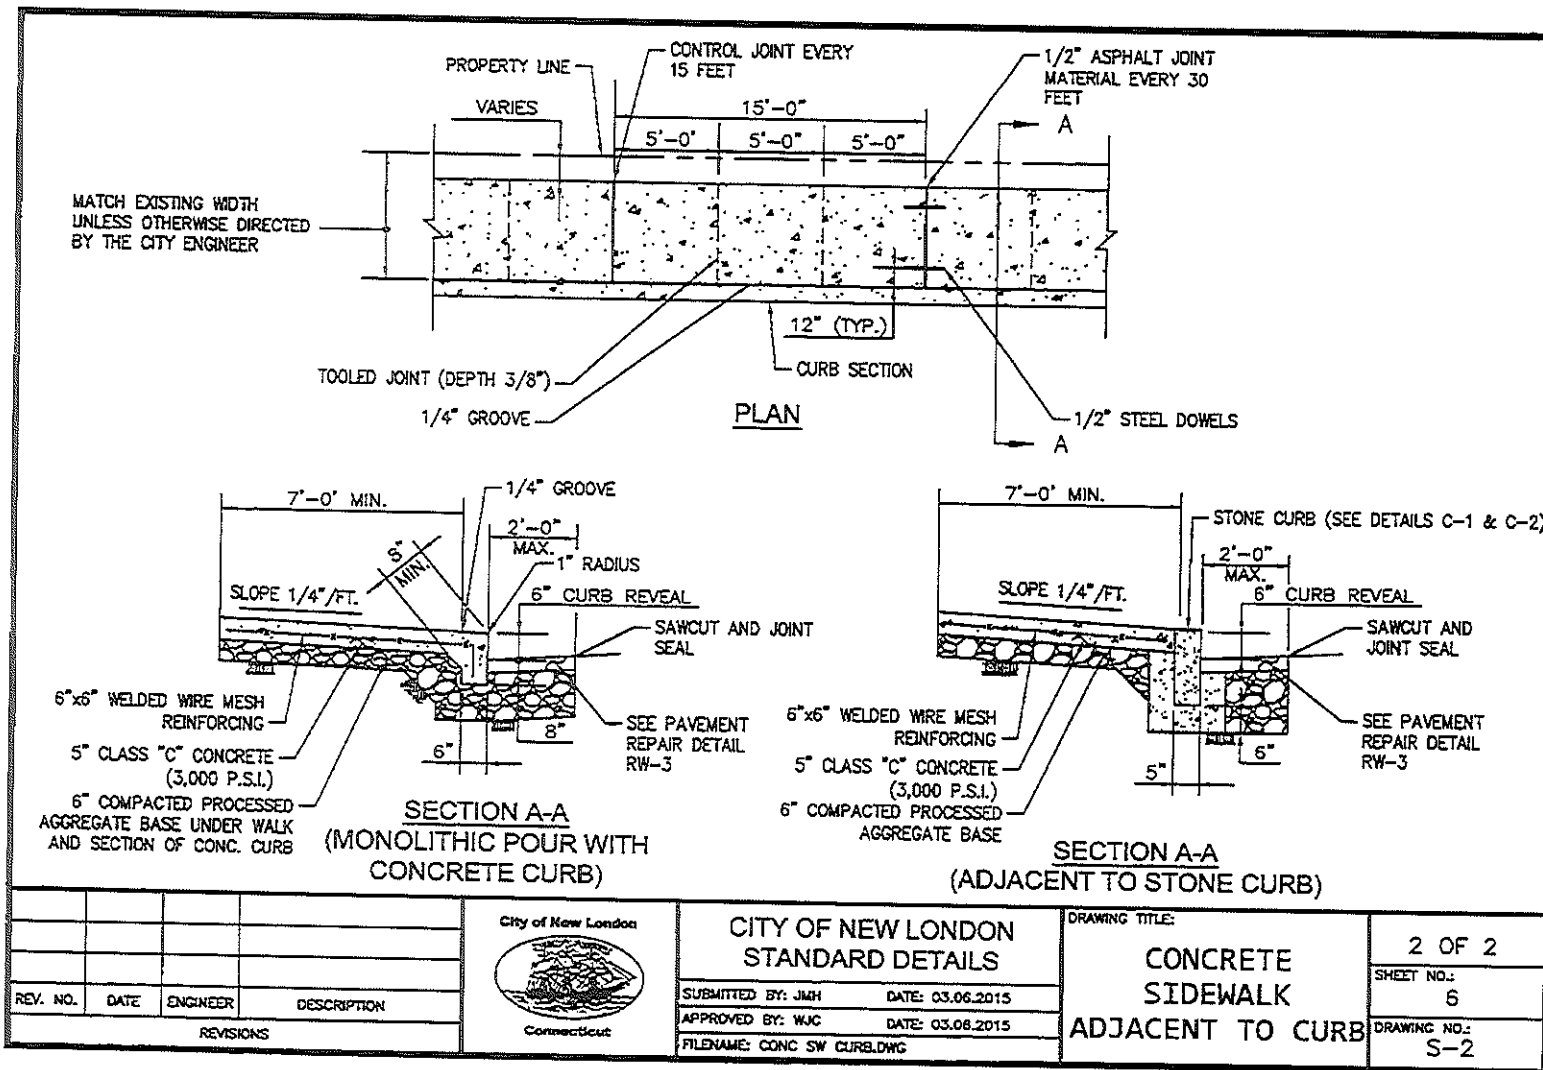 PROPERTY LINE
CONTROL JOINT EVERY
15 FEET
1/2" ASPHALT JOINT
MATERIAL EVERY 30
FEET
VARIES
15'-0"
A
5'-0"
5'-0"
5'-0"
MATCH EXISTING WIDTH
UNLESS OTHERWISE DIRECTED
BY THE CITY ENGINEER
12" (TYP.)
TOOLED JOINT (DEPTH 3/8")
CURB SECTION
1/4" GROOVE
PLAN
1/2" STEEL DOWELS
A
7'-0" MIN.
1/4" GROOVE
2'-0"
MAX.
MIN.
1" RADIUS
SLOPE 1/4"/FT.
6" CURB REVEAL
SAWCUT AND JOINT
SEAL
6"x6" WELDED WIRE MESH
REINFORCING
SEE PAVEMENT
REPAIR DETAIL
RW-3
8"
6"
5" CLASS "C" CONCRETE
(3,000 P.S.I.)
6" COMPACTED PROCESSED
AGGREGATE BASE UNDER WALK
AND SECTION OF CONC. CURB
SECTION A-A
(MONOLITHIC POUR WITH
CONCRETE CURB)
7'-0" MIN.
STONE CURB (SEE DETAILS C-1 & C-2)
2'-0"
MAX.
SLOPE 1/4"/FT.
6" CURB REVEAL
SAWCUT AND
JOINT SEAL
6"x6" WELDED WIRE MESH
REINFORCING
SEE PAVEMENT
REPAIR DETAIL
RW-3
6"
5"
5" CLASS "C" CONCRETE
(3,000 P.S.I.)
6" COMPACTED PROCESSED
AGGREGATE BASE
SECTION A-A
(ADJACENT TO STONE CURB)
REV. NO.
DATE
ENGINEER
DESCRIPTION
REVISIONS
City of New London
Connecticut
CITY OF NEW LONDON
STANDARD DETAILS
SUBMITTED BY: JMH
DATE: 03.06.2015
APPROVED BY: WJC
DATE: 03.06.2015
FILENAME: CONC SW CURB.DWG
DRAWING TITLE:
CONCRETE
SIDEWALK
ADJACENT TO CURB
2 OF 2
SHEET NO.:
6
DRAWING NO.:
S-2